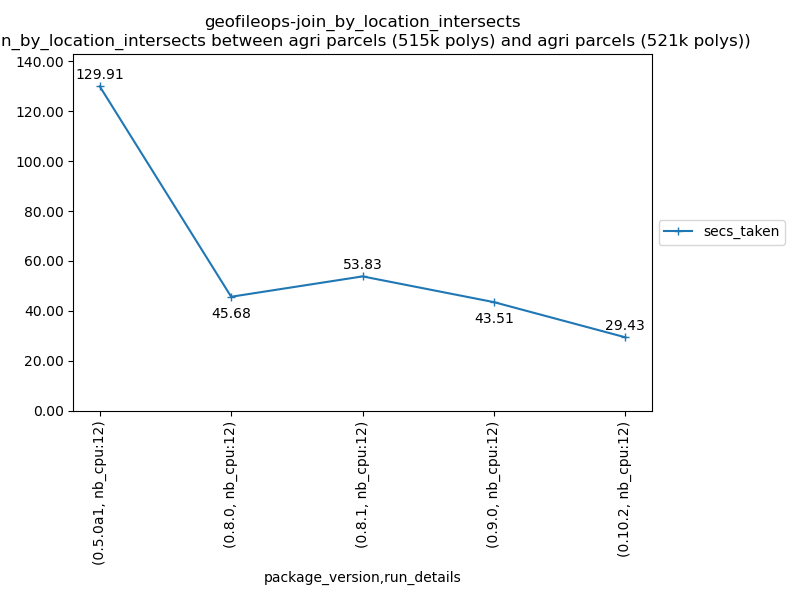 geofileops-join_by_location_intersects
n_by_location_intersects between agri parcels (515k polys) and agri parcels (521k polys))
140.00
120.00
100.00
80.00
60.00
40.00
20.00
0.00
129.91
45.68
53.83
43.51
29.43
secs_taken
(0.5.0a1, nb_cpu:12)
(0.8.0, nb_cpu:12)
(0.8.1, nb_cpu:12)
(0.9.0, nb_cpu:12)
(0.10.2, nb_cpu:12)
package_version,run_details